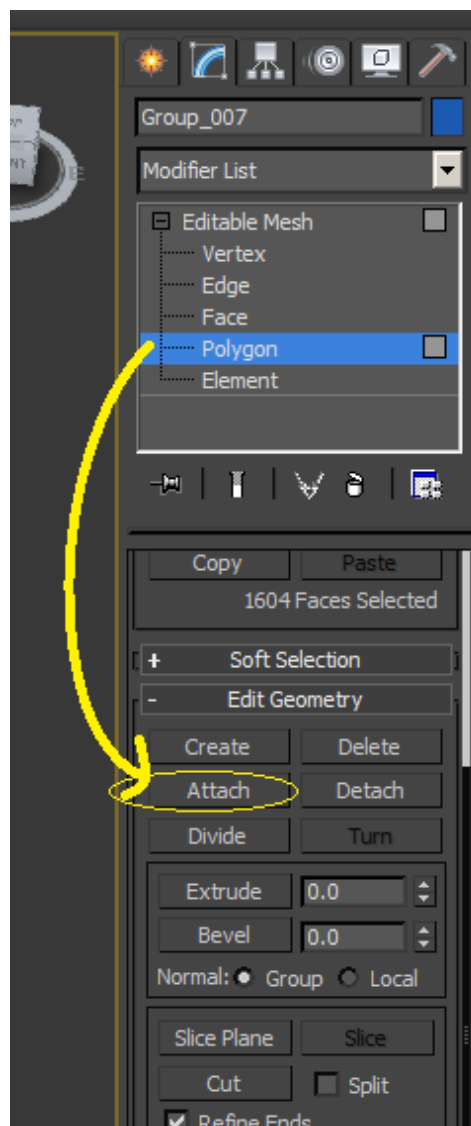 Group_007
Modifier List
Editable Mesh
Vertex
Edge
Face
Polygon
Element
Copy Paste
1604 Faces Selected
+ Soft Selection
- Edit Geometry
Create Delete
Attach Detach
Divide Turn
Extrude 0.0
Bevel 0.0
Normal: Group Local
Slice Plane Slice
Cut Split
Refine Ends